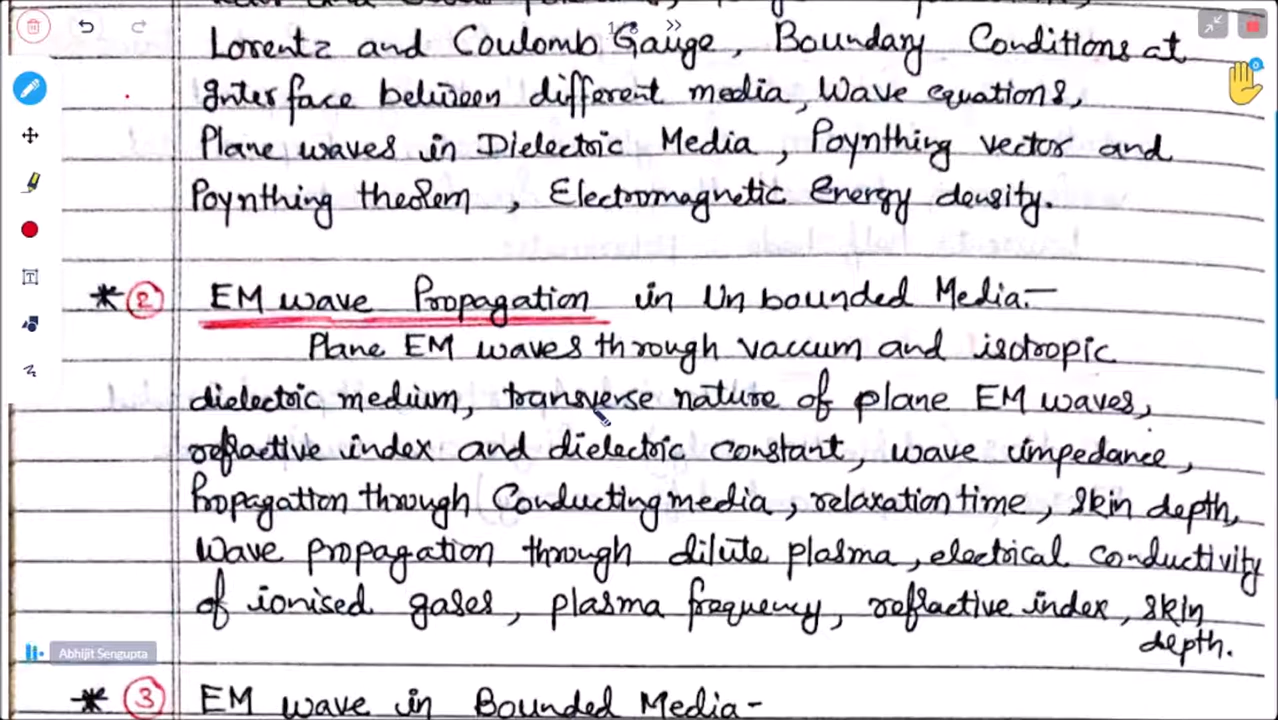 Lorentz and Coulomb Gauge, Boundary Conditions at
Interface between different media, Wave equations,
Plane waves in Dielectric Media, Poynthing vector and
Poynthing theorem, Electromagnetic Energy density.
* 2 EM wave Propagation in Unbounded Media:-
Plane EM waves through vaccum and isotropic
dielectric medium, transverse nature of plane EM waves,
refractive index and dielectric constant, wave impedance,
Propagation through Conducting media, relaxation time, skin depth,
Wave propagation through dilute plasma, electrical conductivity
of ionised gases, plasma frequency, refractive index, skin
depth.
Abhijit Sengupta
* 3 EM wave in Bounded Media-